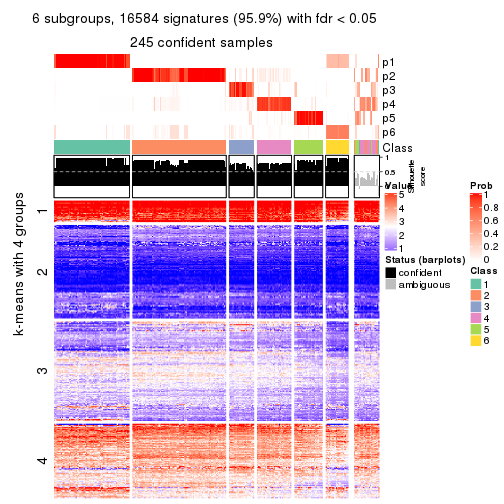 6 subgroups, 16584 signatures (95.9%) with fdr < 0.05
245 confident samples
p1
p2
p3
p4
p5
p6
Class
1
0.5
Silhouette
score
k-means with 4 groups
1
2
3
4
Value
5
4
3
2
1
Status (barplots)
confident
ambiguous
Prob
1
0.8
0.6
0.4
0.2
0
Class
1
2
3
4
5
6